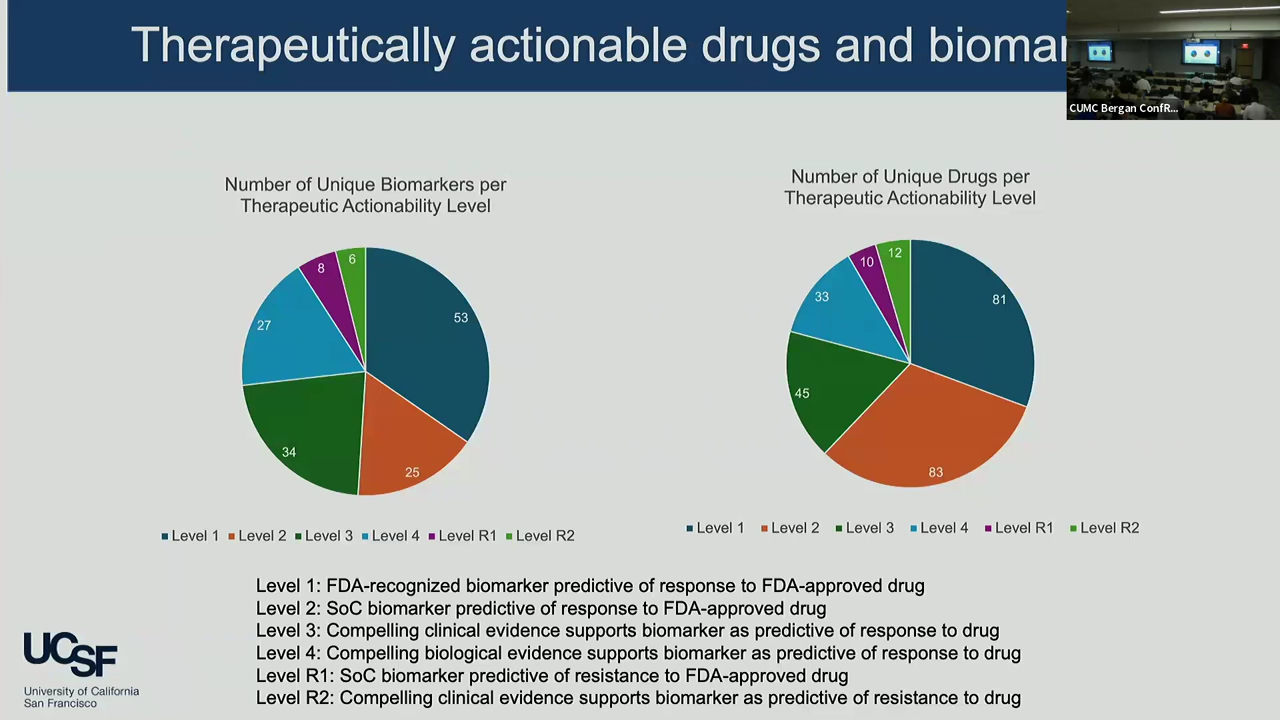 Therapeutically actionable drugs and
CUMC Bergan ConfR...
Number of Unique Biomarkers per
Therapeutic Actionability Level
53
25
34
27
8
6
Level 1 Level 2 Level 3 Level 4 Level R1 Level R2
Number of Unique Drugs per
Therapeutic Actionability Level
81
83
45
33
10
12
Level 1 Level 2 Level 3 Level 4 Level R1 Level R2
Level 1: FDA-recognized biomarker predictive of response to FDA-approved drug
Level 2: SoC biomarker predictive of response to FDA-approved drug
Level 3: Compelling clinical evidence supports biomarker as predictive of response to drug
Level 4: Compelling biological evidence supports biomarker as predictive of response to drug
Level R1: SoC biomarker predictive of resistance to FDA-approved drug
Level R2: Compelling clinical evidence supports biomarker as predictive of resistance to drug
UCSF
University of California
San Francisco